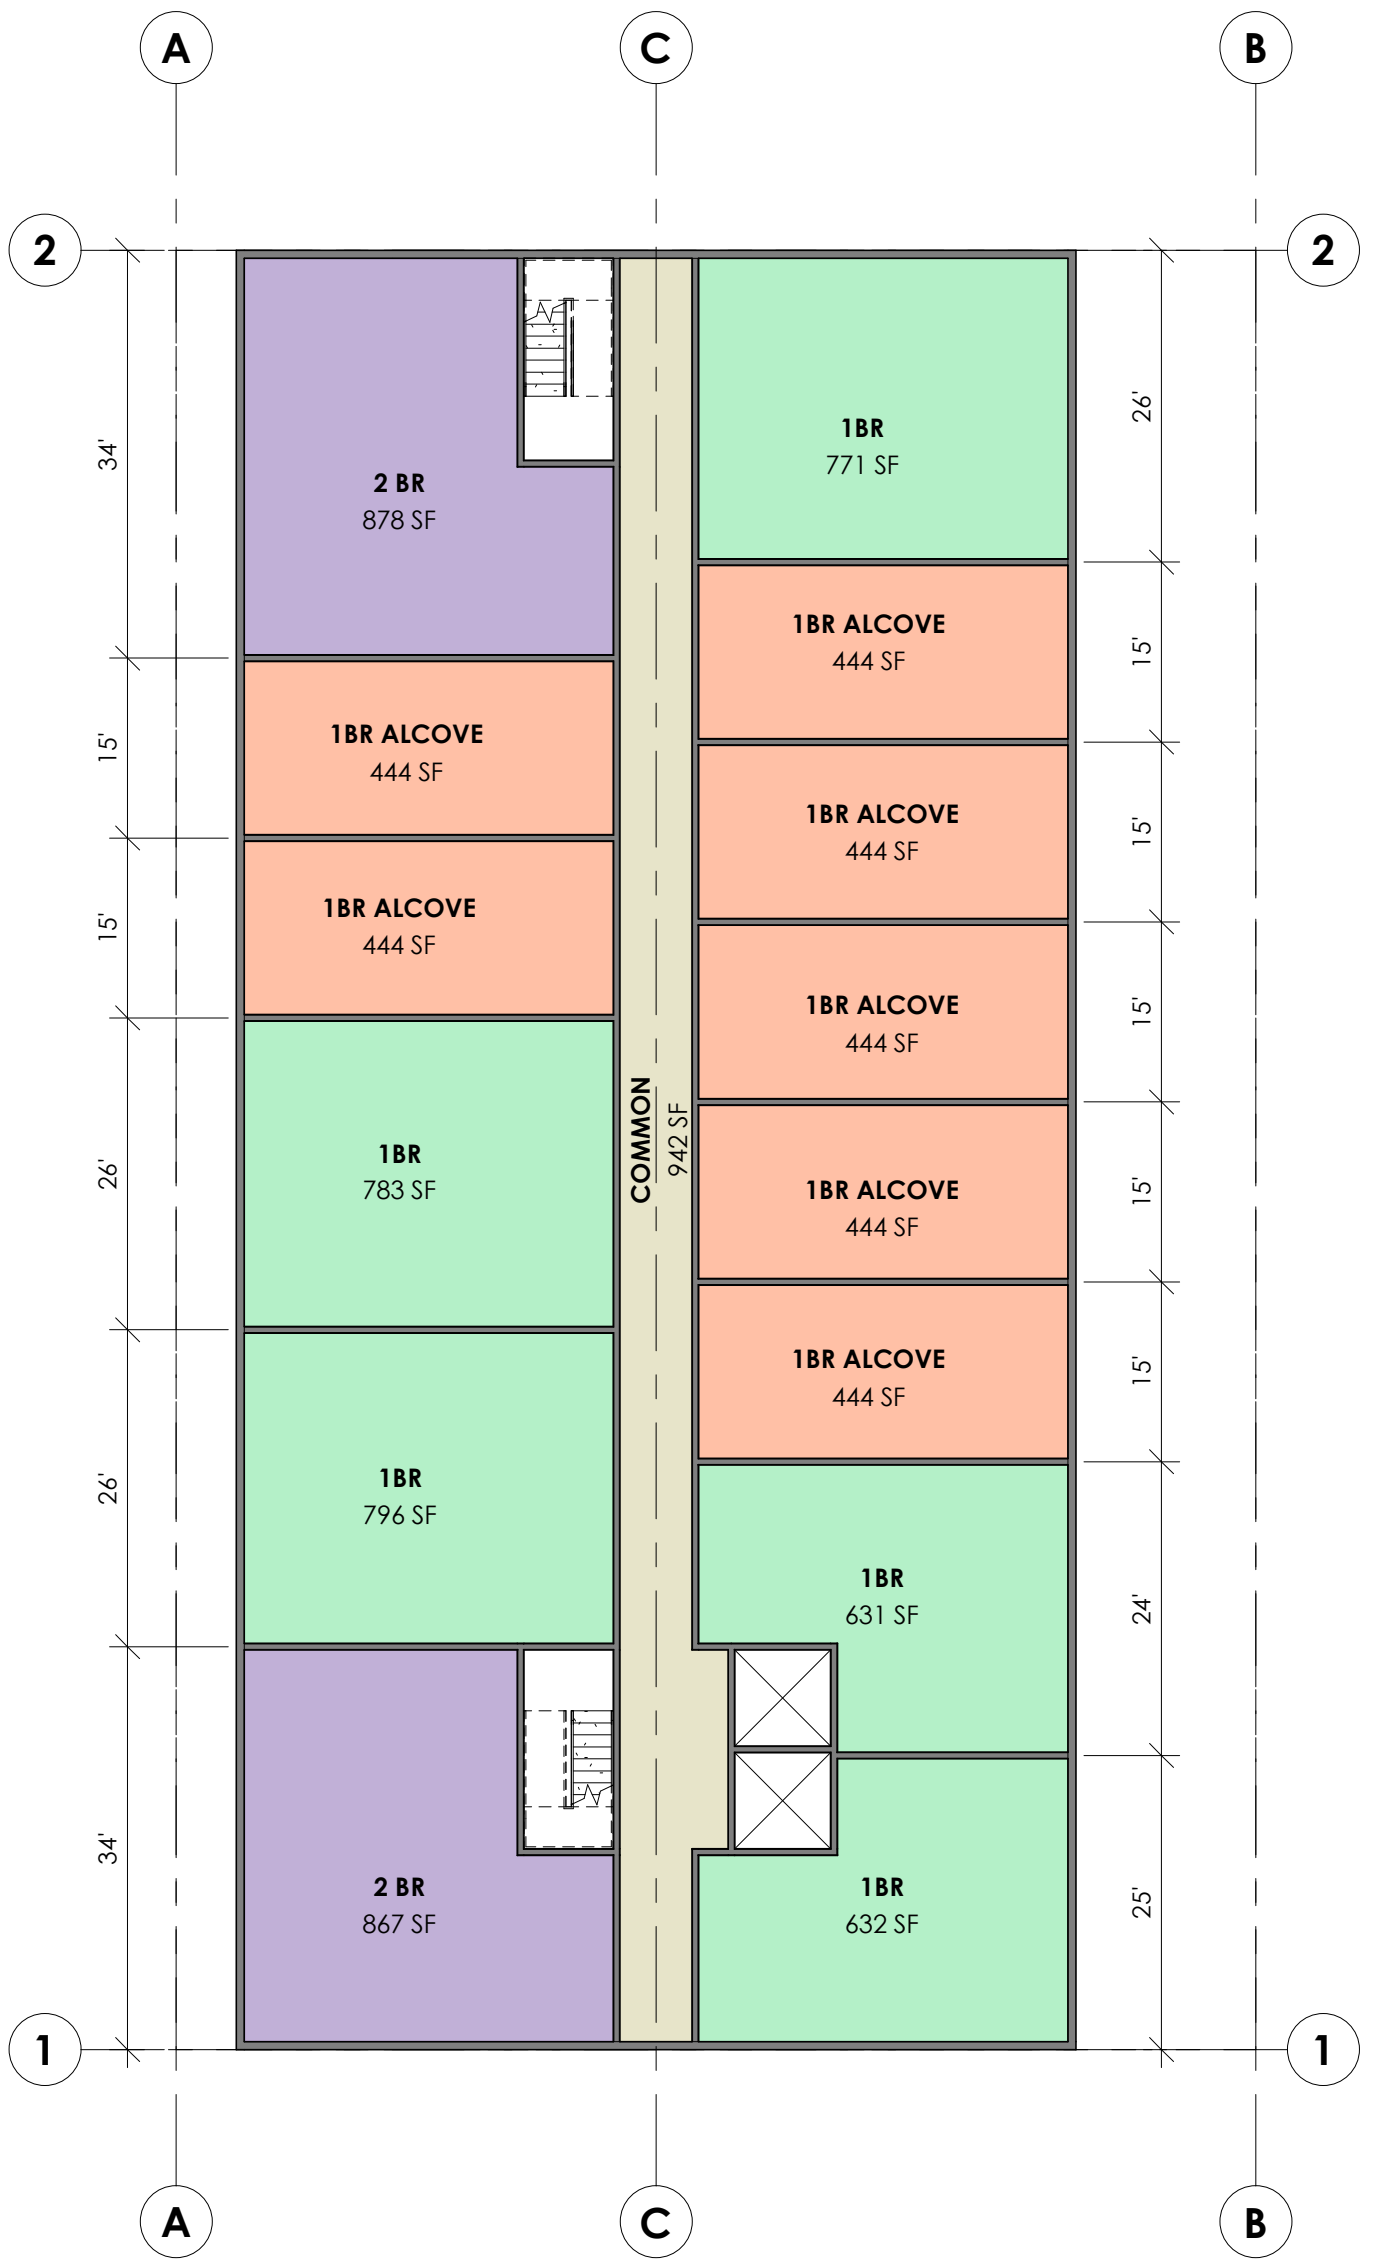 A
C
B
2
2
34'
2 BR
878 SF
1BR
771 SF
26'
1BR ALCOVE
444 SF
15'
15'
1BR ALCOVE
444 SF
1BR ALCOVE
444 SF
15'
15'
1BR ALCOVE
444 SF
1BR ALCOVE
444 SF
15'
26'
1BR
783 SF
COMMON
942 SF
1BR ALCOVE
444 SF
15'
1BR ALCOVE
444 SF
15'
26'
1BR
796 SF
1BR
631 SF
24'
34'
2 BR
867 SF
1BR
632 SF
25'
1
1
A
C
B